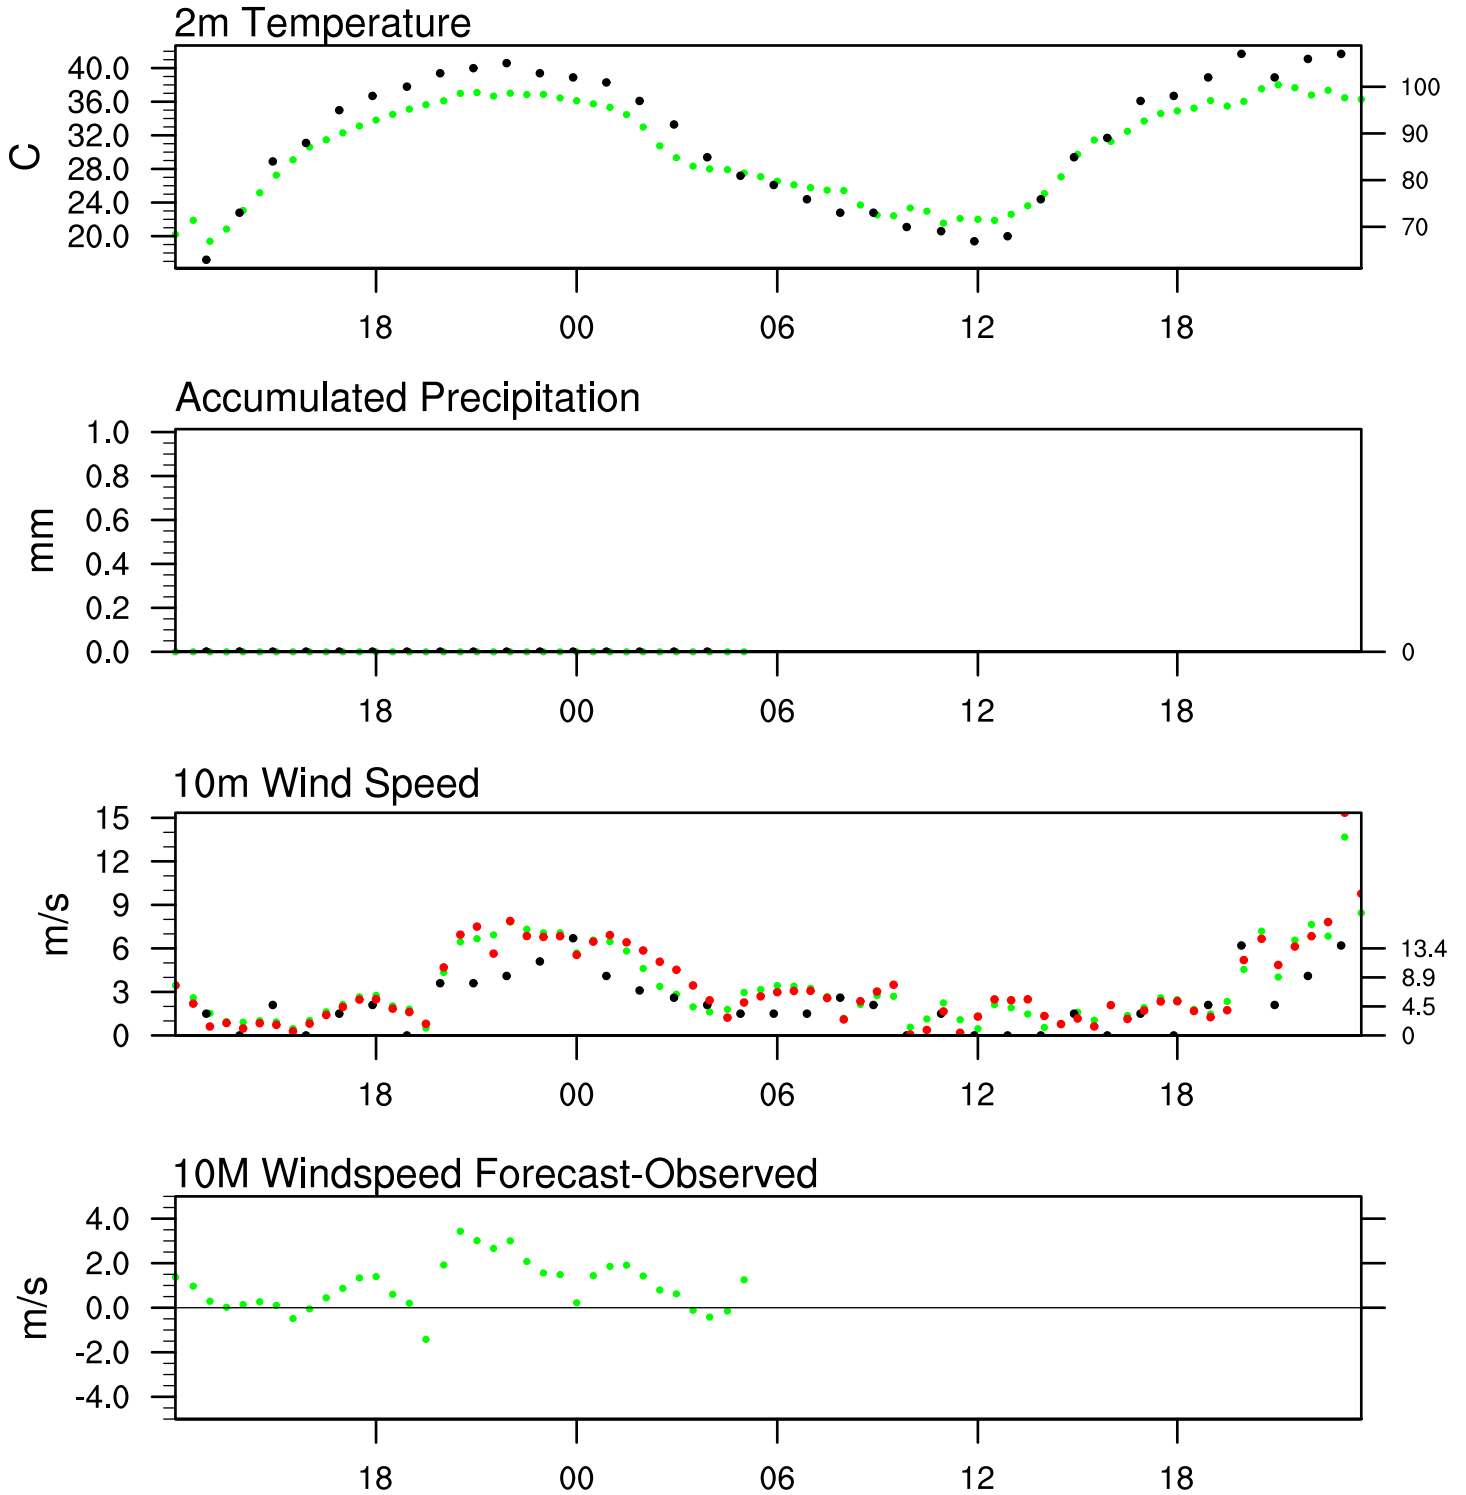 2m Temperature
40.0
36.0
32.0
28.0
24.0
20.0
C
100
90
80
70
18 00 06 12 18
Accumulated Precipitation
1.0
0.8
0.6
0.4
0.2
0.0
mm
0
18 00 06 12 18
10m Wind Speed
15
12
9
6
3
0
m/s
13.4
8.9
4.5
0
18 00 06 12 18
10M Windspeed Forecast-Observed
4.0
2.0
0.0
-2.0
-4.0
m/s
18 00 06 12 18